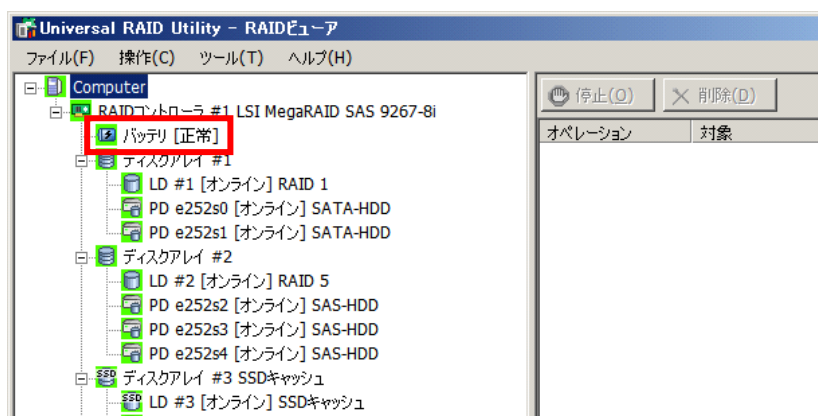 Universal RAID Utility - RAIDビューア
ファイル(F) 操作(C) ツール(T) ヘルプ(H)
Computer
RAIDコントローラ #1 LSI MegaRAID SAS 9267-8i
バッテリ [正常]
ディスクアレイ #1
LD #1 [オンライン] RAID 1
PD e252s0 [オンライン] SATA-HDD
PD e252s1 [オンライン] SATA-HDD
ディスクアレイ #2
LD #2 [オンライン] RAID 5
PD e252s2 [オンライン] SAS-HDD
PD e252s3 [オンライン] SAS-HDD
PD e252s4 [オンライン] SAS-HDD
SSD ディスクアレイ #3 SSDキャッシュ
SSD LD #3 [オンライン] SSDキャッシュ
停止(O) 削除(D)
オペレーション 対象